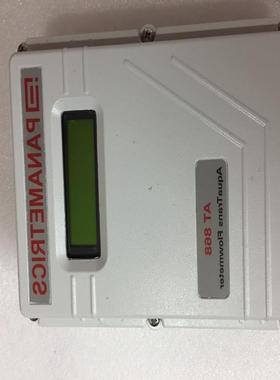 PANAMETRICS
AT 868
AquaTrans Flowmeter